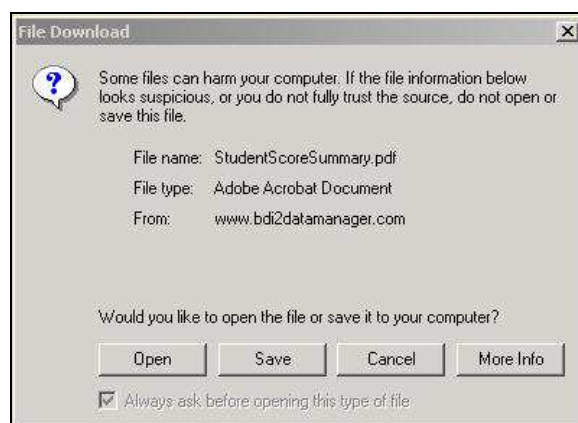 File Download
Some files can harm your computer. If the file information below
looks suspicious, or you do not fully trust the source, do not open or
save this file.
File name: StudentScoreSummary.pdf
File type: Adobe Acrobat Document
From: www.bdi2datamanager.com
Would you like to open the file or save it to your computer?
Open Save Cancel More Info
Always ask before opening this type of file